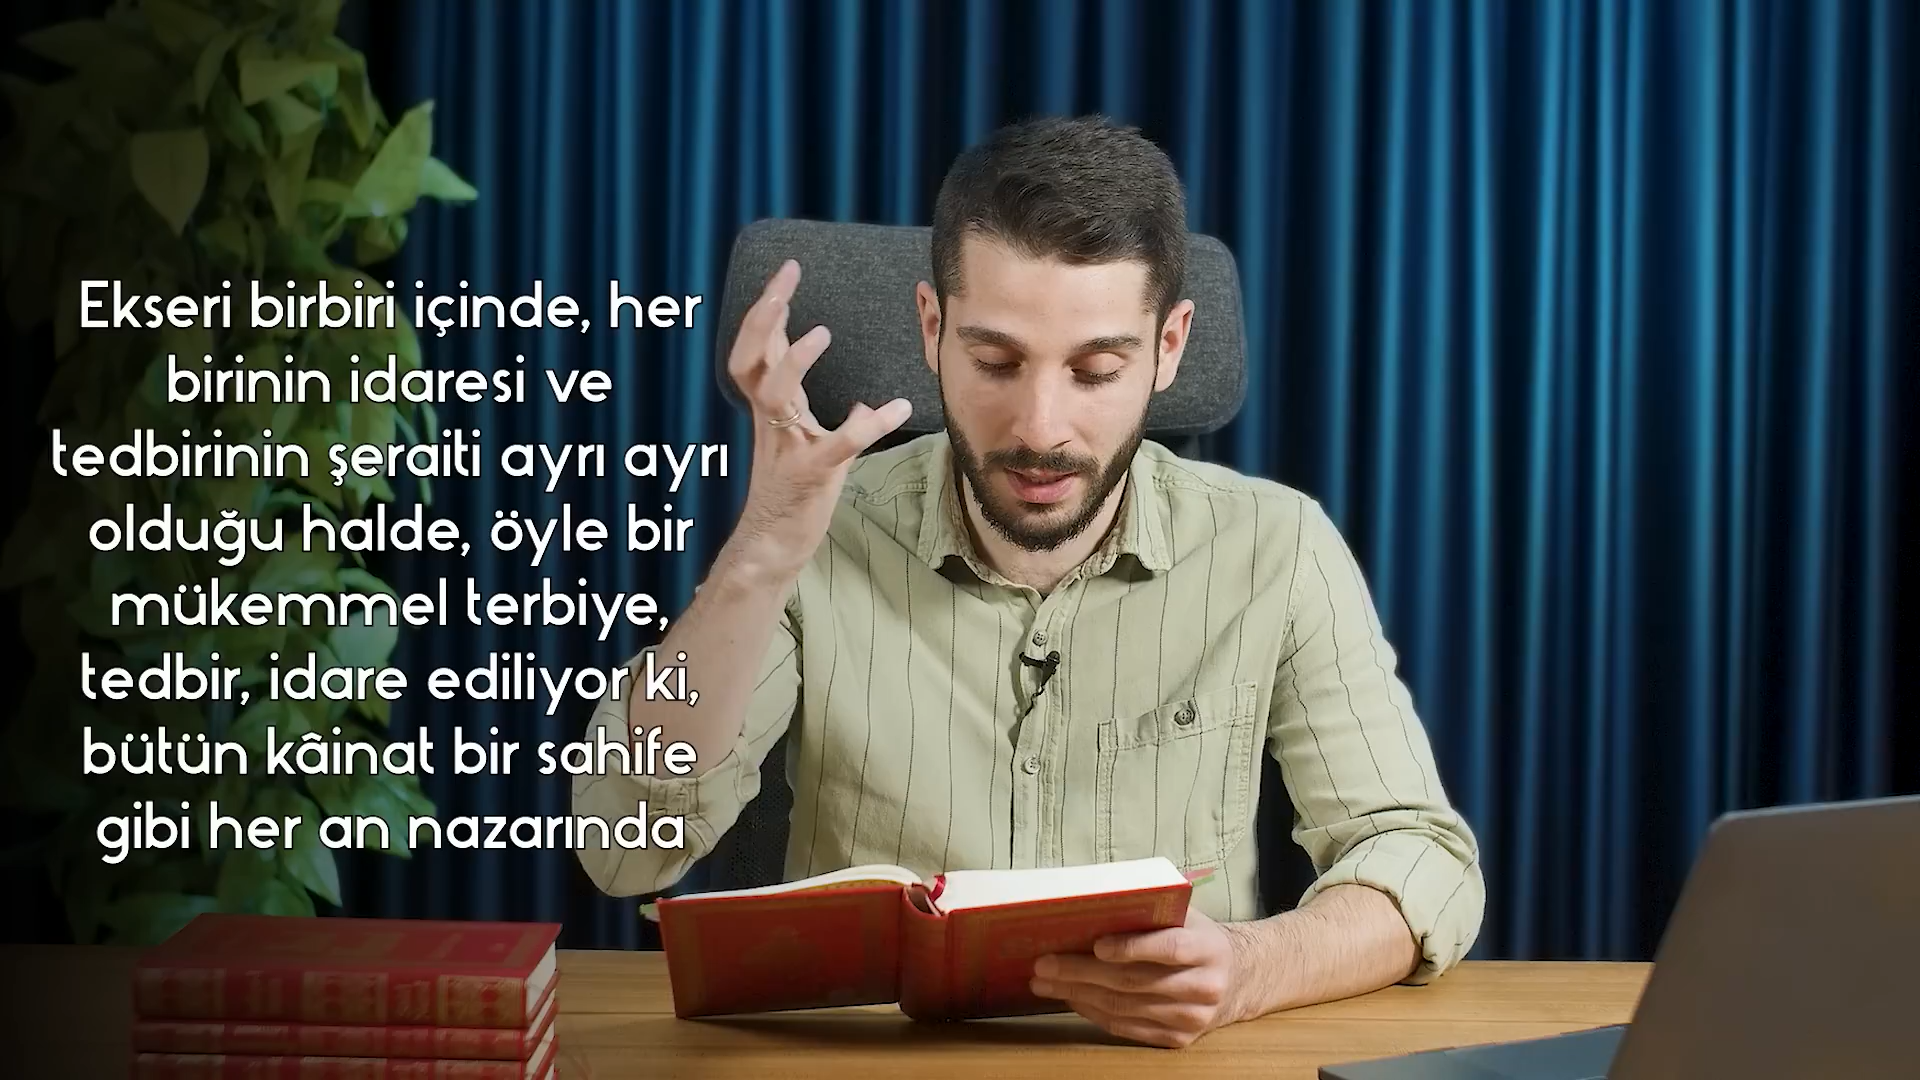 Ekseri birbiri içinde, her
birinin idaresi ve
tedbirinin şeraiti ayrı ayrı
olduğu halde, öyle bir
mükemmel terbiye,
tedbir, idare ediliyor ki,
bütün kâinat bir sahife
gibi her an nazarında